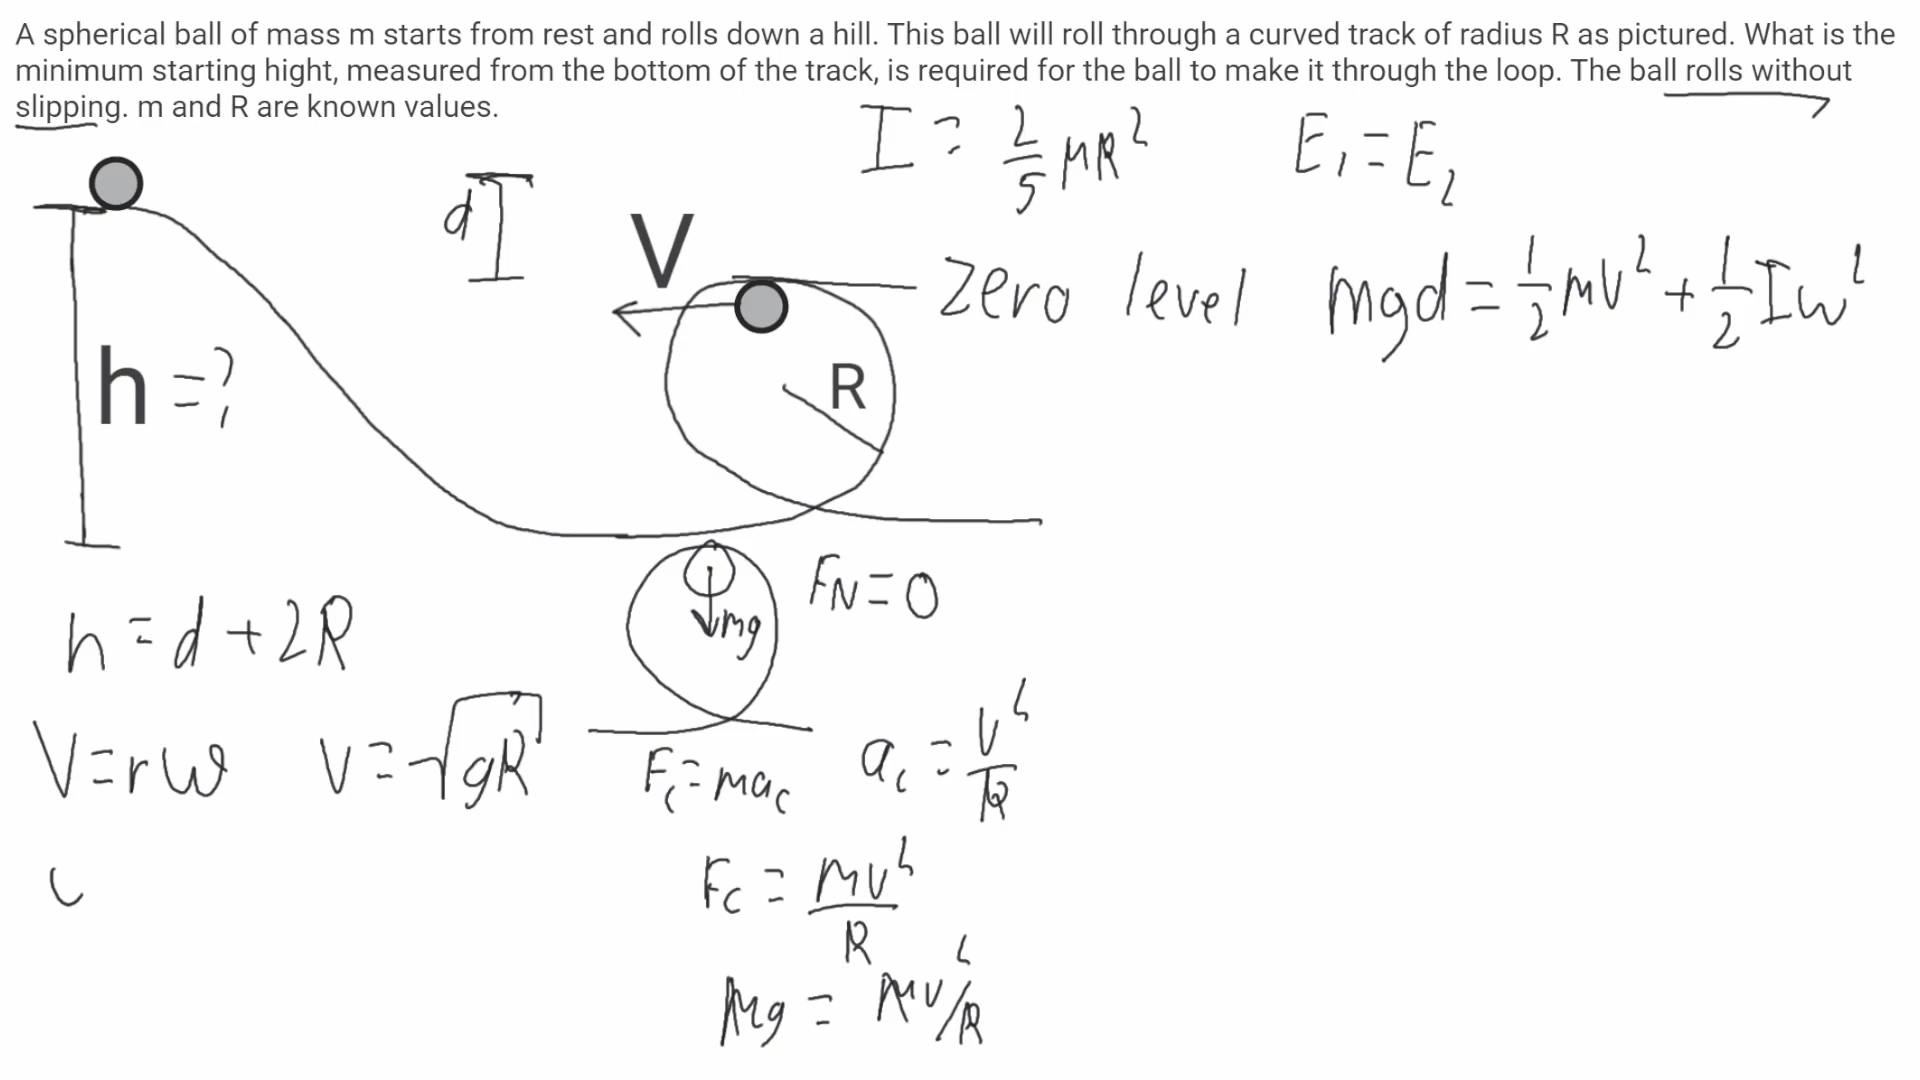 A spherical ball of mass m starts from rest and rolls down a hill. This ball will roll through a curved track of radius R as pictured. What is the
minimum starting hight, measured from the bottom of the track, is required for the ball to make it through the loop. The ball rolls without
slipping. m and R are known values.
I = 2/5 MR²
E₁ = E₂
d
V
zero level
mgd = 1/2 mv² + 1/2 Iω²
h = ?
R
mg
FN = 0
h = d + 2R
V = rω
v = √gR
Fc = mac
ac = v²/R
Fc = mv²/R
Mg = Mv²/R